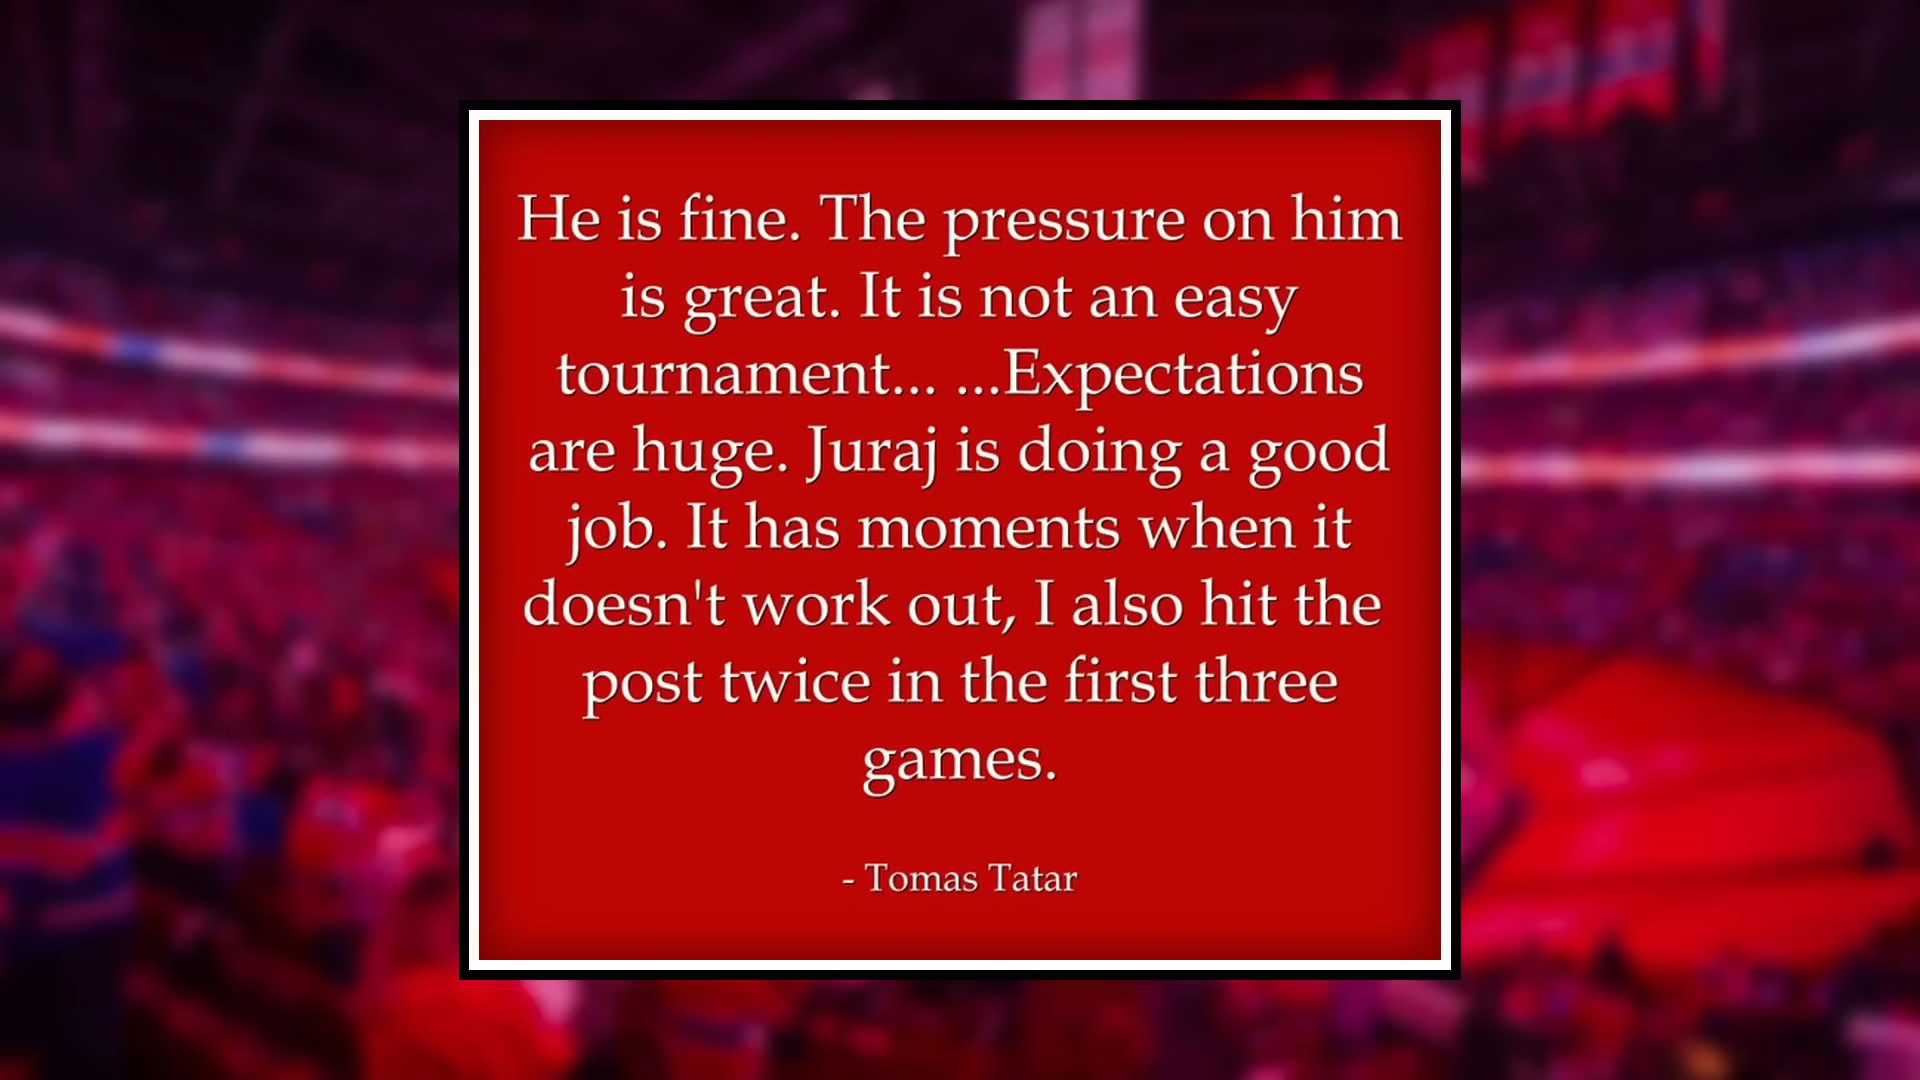 He is fine. The pressure on him
is great. It is not an easy
tournament... ...Expectations
are huge. Juraj is doing a good
job. It has moments when it
doesn't work out, I also hit the
post twice in the first three
games.
- Tomas Tatar